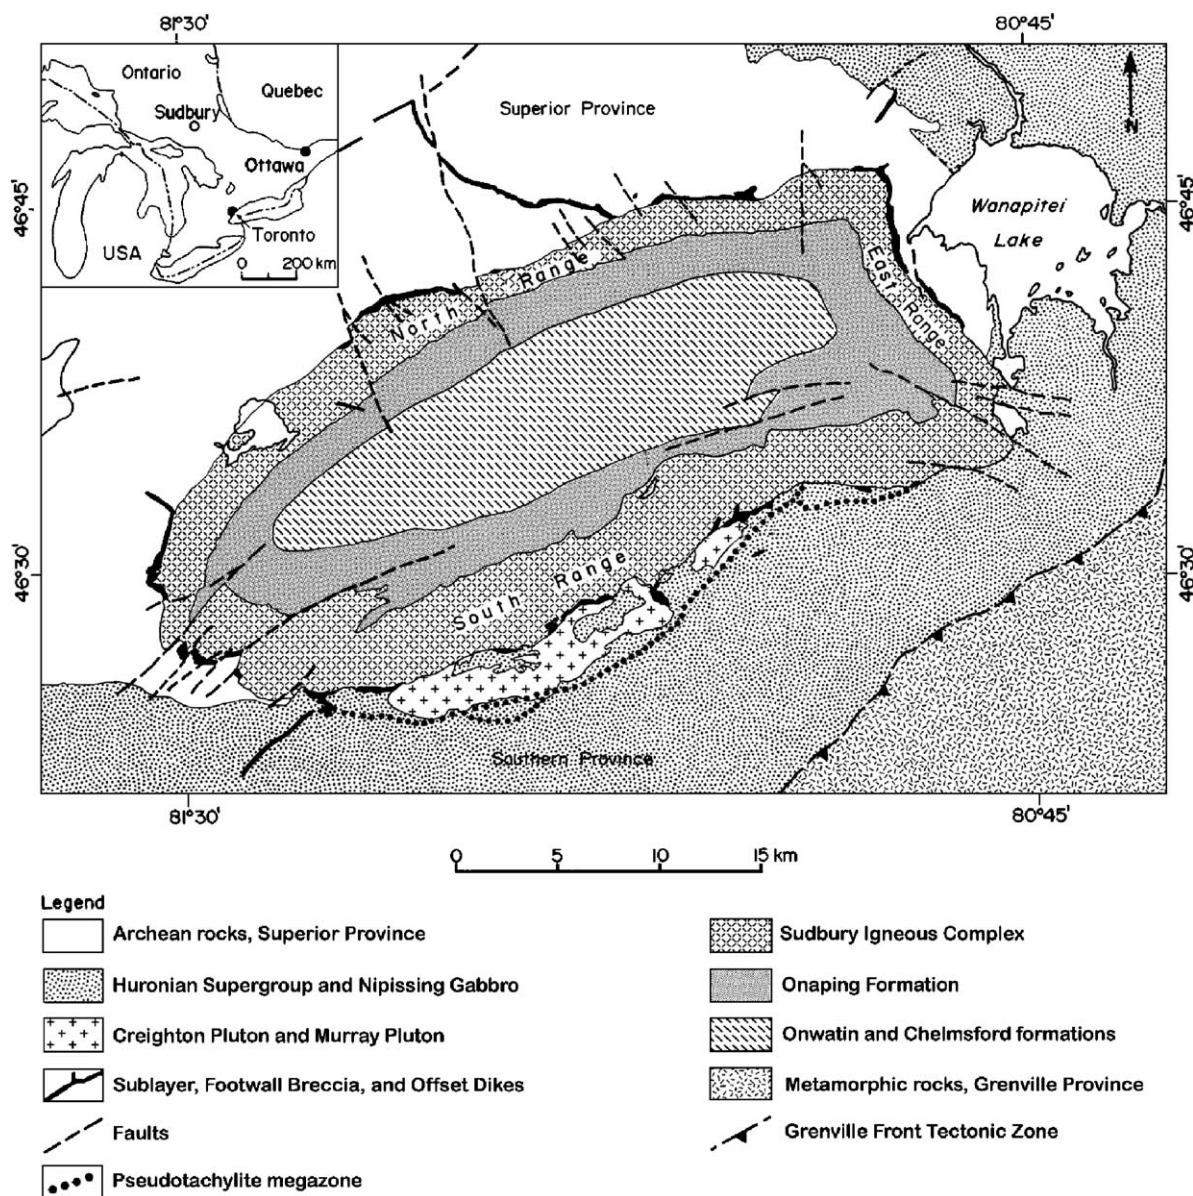 81°30'
80°45'
Ontario
Quebec
Sudbury
Ottawa
Toronto
USA
0 200 km
Superior Province
N
46°45'
46°45'
Wanapitei
Lake
North Range
East Range
South Range
46°30'
46°30'
Southern Province
81°30'
80°45'
0 5 10 15 km
Legend
Archean rocks, Superior Province
Huronian Supergroup and Nipissing Gabbro
Creighton Pluton and Murray Pluton
Sublayer, Footwall Breccia, and Offset Dikes
Faults
Pseudotachylite megazone
Sudbury Igneous Complex
Onaping Formation
Onwatin and Chelmsford formations
Metamorphic rocks, Grenville Province
Grenville Front Tectonic Zone